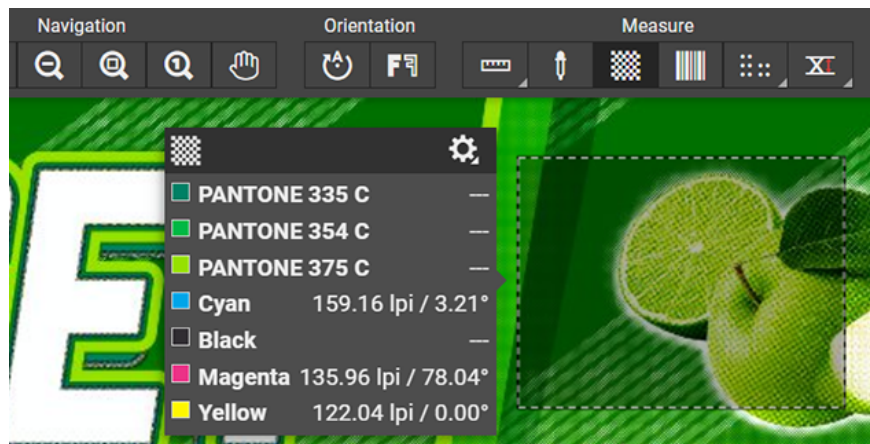 Navigation Orientation Measure
PANTONE 335 C ---
PANTONE 354 C ---
PANTONE 375 C ---
Cyan 159.16 lpi / 3.21°
Black ---
Magenta 135.96 lpi / 78.04°
Yellow 122.04 lpi / 0.00°
E